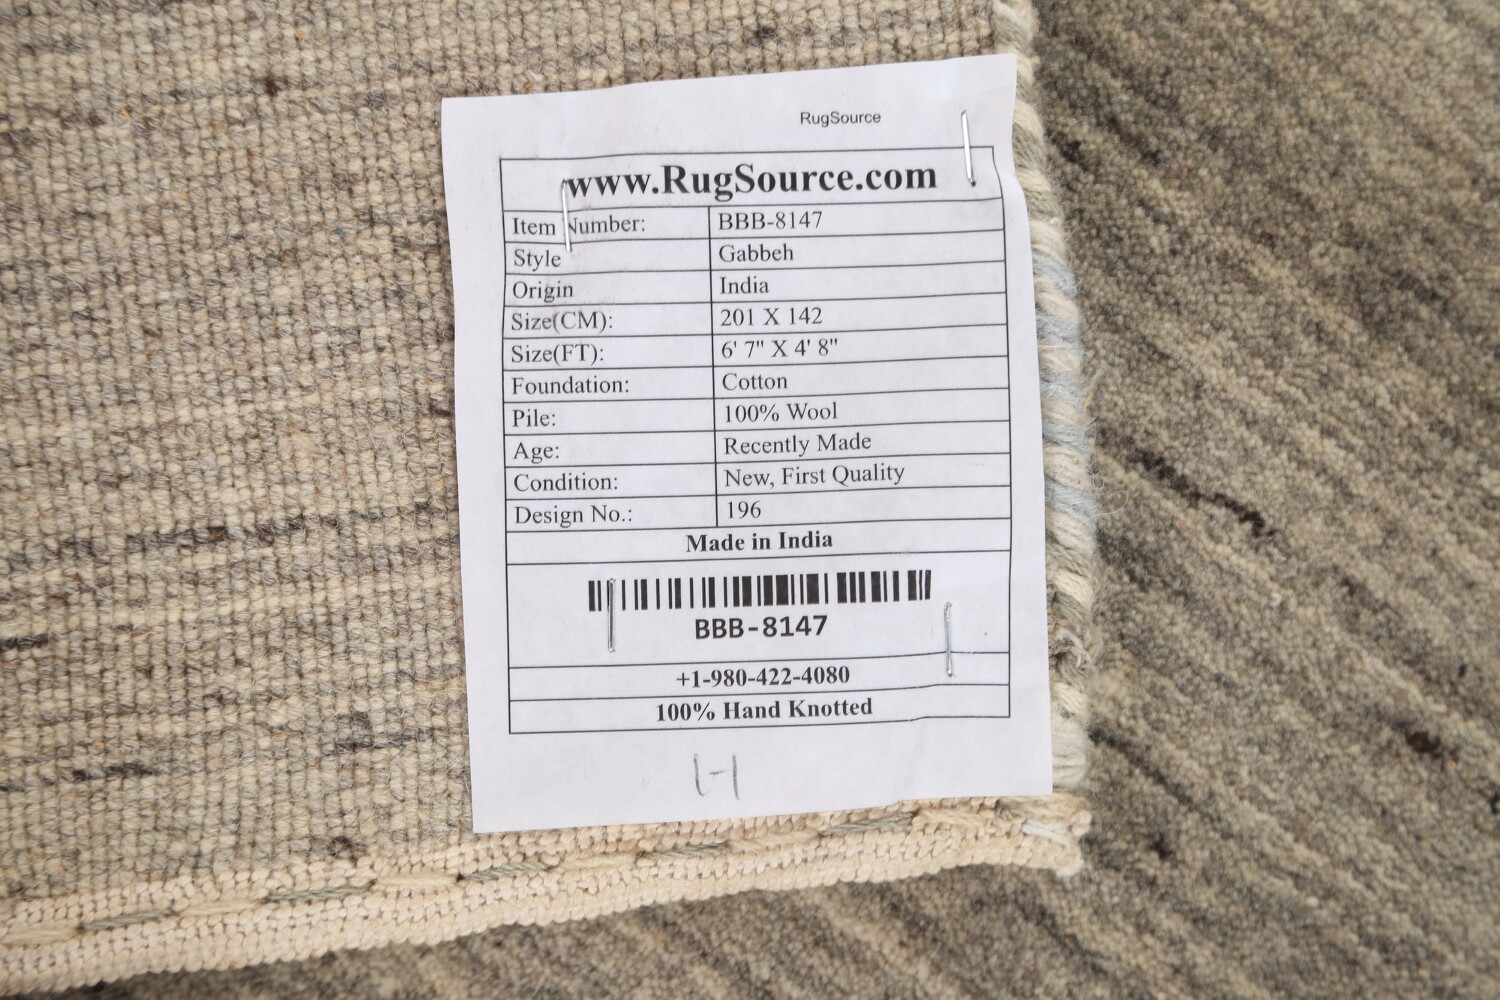 RugSource
www.RugSource.com
Item Number: BBB-8147
Style Gabbeh
Origin India
Size(CM): 201 X 142
Size(FT): 6' 7" X 4' 8"
Foundation: Cotton
Pile: 100% Wool
Age: Recently Made
Condition: New, First Quality
Design No.: 196
Made in India
BBB-8147
+1-980-422-4080
100% Hand Knotted